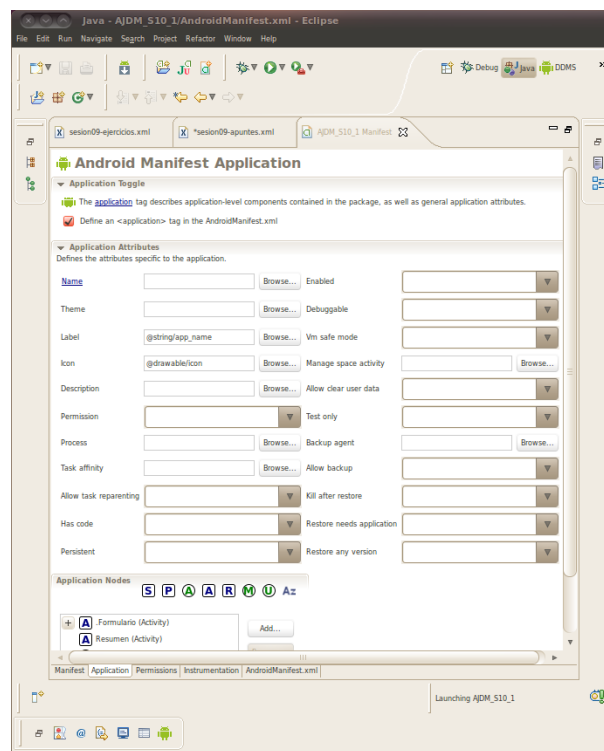 Java - AJDM_S10_1/AndroidManifest.xml - Eclipse
File Edit Run Navigate Search Project Refactor Window Help
Debug Java DDMS
sesion09-ejercicios.xml *sesion09-apuntes.xml AJDM_S10_1 Manifest
Android Manifest Application
Application Toggle
The application tag describes application-level components contained in the package, as well as general application attributes.
Define an <application> tag in the AndroidManifest.xml
Application Attributes
Defines the attributes specific to the application.
Name Browse... Enabled
Theme Browse... Debuggable
Label @string/app_name Browse... Vm safe mode
Icon @drawable/icon Browse... Manage space activity Browse...
Description Browse... Allow clear user data
Permission Test only
Process Browse... Backup agent Browse...
Task affinity Browse... Allow backup
Allow task reparenting Kill after restore
Has code Restore needs application
Persistent Restore any version
Application Nodes
S P A A R M U Az
A .Formulario (Activity) Add...
A Resumen (Activity)
Manifest Application Permissions Instrumentation AndroidManifest.xml
Launching AJDM_S10_1